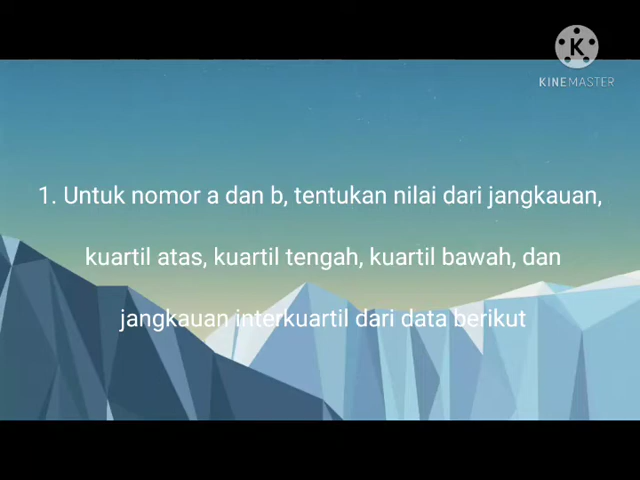 KINEMASTER
1. Untuk nomor a dan b, tentukan nilai dari jangkauan,
kuartil atas, kuartil tengah, kuartil bawah, dan
jangkauan interkuartil dari data berikut